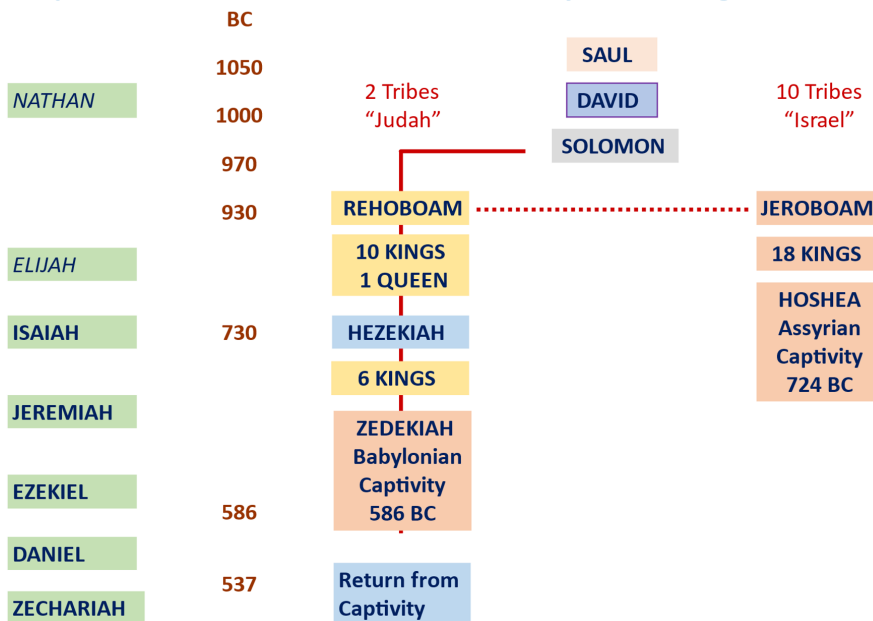 BC
SAUL
1050
NATHAN
2 Tribes
“Judah”
DAVID
10 Tribes
“Israel”
1000
SOLOMON
970
930
REHOBOAM
JEROBOAM
10 KINGS
1 QUEEN
18 KINGS
ELIJAH
HOSHEA
Assyrian
Captivity
724 BC
ISAIAH
730
HEZEKIAH
6 KINGS
JEREMIAH
ZEDEKIAH
Babylonian
Captivity
586 BC
EZEKIEL
586
DANIEL
537
Return from
Captivity
ZECHARIAH